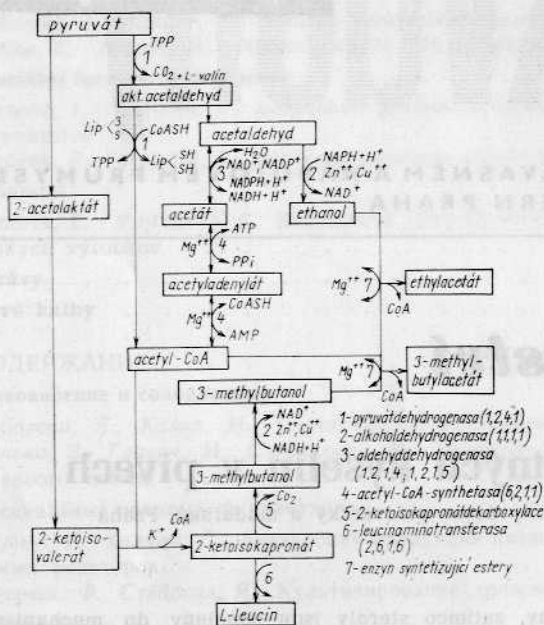 pyruvát
TPP
1
CO2 + L-valin
akt. acetaldehyd
Lip< 3 S
CoASH
1
TPP
Lip< SH SH
acetaldehyd
H2O
NAD+, NADP+
3
NADPH + H+
NADH + H+
NAPH + H+
2 Zn++, Cu++
NAD+
2-acetolaktát
acetát
ethanol
ATP
Mg++ 4
PPi
acetyladenylát
Mg++ 7
ethylacetát
CoA
CoASH
Mg++ 4
AMP
acetyl-CoA
Mg++ 7
CoA
3-methyl-
butylacetát
3-methylbutanol
NAD+
2 Zn++, Cu++
NADH + H+
3-methylbutanol
Co2
5
2-ketoiso-
valerát
K+
CoA
2-ketoisokapronát
6
L-leucin
1-pyruvátdehydrogenasa (1,2,4,1)
2-alkoholdehydrogenasa (1,1,1,1)
3-aldehyddehydrogenasa
(1,2,1,4, 1,2,1,5)
4-acetyl-CoA-synthetasa (6,2,1,1)
5-2-ketoisokapronátdekarboxylace
6-leucinaminotransterasa
(2,6,1,6)
7-enzyn syntetizující estery